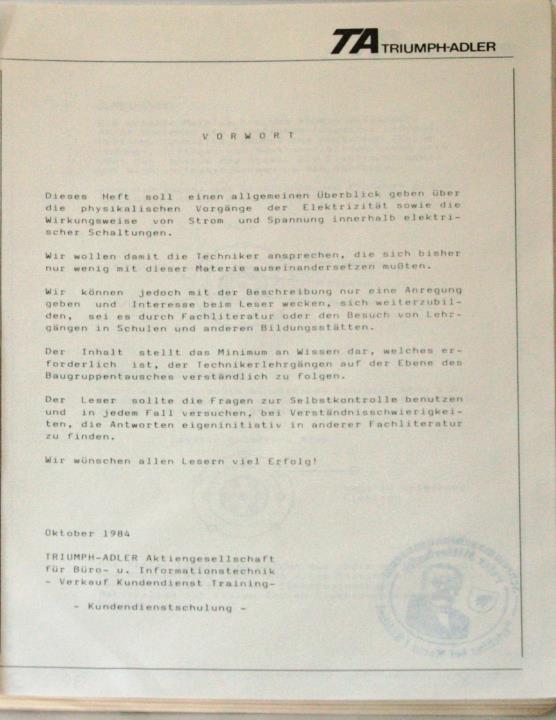 TA TRIUMPH-ADLER
VORWORT
Dieses Heft soll einen allgemeinen Überblick geben über
die physikalischen Vorgänge der Elektrizität sowie die
Wirkungsweise von Strom und Spannung innerhalb elektri-
scher Schaltungen.
Wir wollen damit die Techniker ansprechen, die sich bisher
nur wenig mit dieser Materie auseinandersetzen mußten.
Wir können jedoch mit der Beschreibung nur eine Anregung
geben und Interesse beim Leser wecken, sich weiterzubil-
den, sei es durch Fachliteratur oder den Besuch von Lehr-
gängen in Schulen und anderen Bildungsstätten.
Der Inhalt stellt das Minimum an Wissen dar, welches er-
forderlich ist, der Technikerlehrgängen auf der Ebene des
Baugruppentausches verständlich zu folgen.
Der Leser sollte die Fragen zur Selbstkontrolle benutzen
und in jedem Fall versuchen, bei Verständnisschwierigkei-
ten, die Antworten eigeninitiativ in anderer Fachliteratur
zu finden.
Wir wünschen allen Lesern viel Erfolg!
Oktober 1984
TRIUMPH-ADLER Aktiengesellschaft
für Büro- u. Informationstechnik
- Verkauf Kundendienst Training-
- Kundendienstschulung -